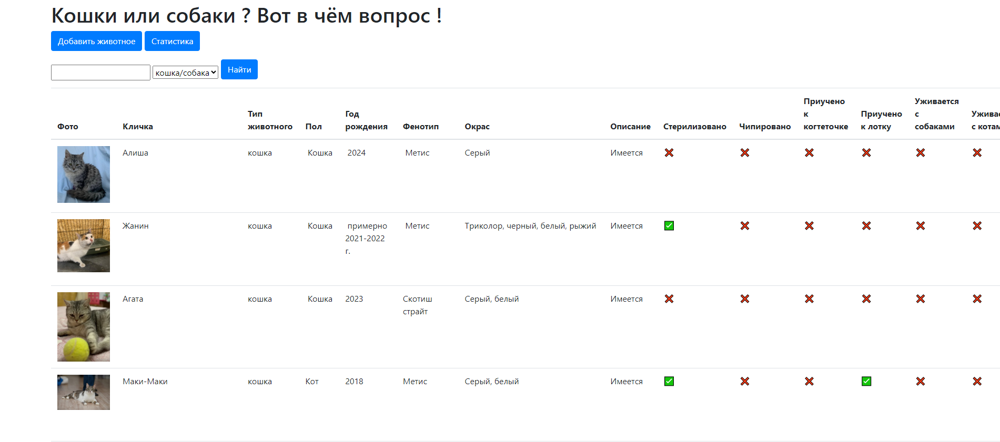 Кошки или собаки ? Вот в чём вопрос !
Добавить животное Статистика
кошка/собака Найти
Фото Кличка Тип животного Пол Год рождения Фенотип Окрас Описание Стерилизовано Чипировано Приучено к когтеточке Приучено к лотку Уживается с собаками
с
Алиша кошка Кошка 2024 Метис Серый Имеется
Жанин кошка Кошка примерно 2021-2022 г. Метис Триколор, черный, белый, рыжий Имеется
Агата кошка Кошка 2023 Скотиш страйт Серый, белый Имеется
Маки-Маки кошка Кот 2018 Метис Серый, белый Имеется